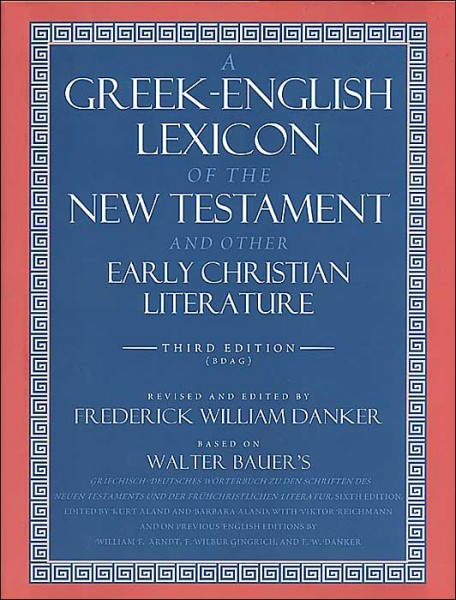 A
GREEK-ENGLISH
LEXICON
OF THE
NEW TESTAMENT
AND OTHER
EARLY CHRISTIAN
LITERATURE
THIRD EDITION
(BDAG)
REVISED AND EDITED BY
FREDERICK WILLIAM DANKER
BASED ON
WALTER BAUER'S
GRIECHISCH-DEUTSCHES WÖRTERBUCH ZU DEN SCHRIFTEN DES
NEUEN TESTAMENTS UND DER FRÜHCHRISTLICHEN LITERATUR, SIXTH EDITION,
EDITED BY KURT ALAND AND BARBARA ALAND, WITH VIKTOR REICHMANN
AND ON PREVIOUS ENGLISH EDITIONS BY
WILLIAM F. ARNDT, F. WILBUR GINGRICH, AND F. W. DANKER